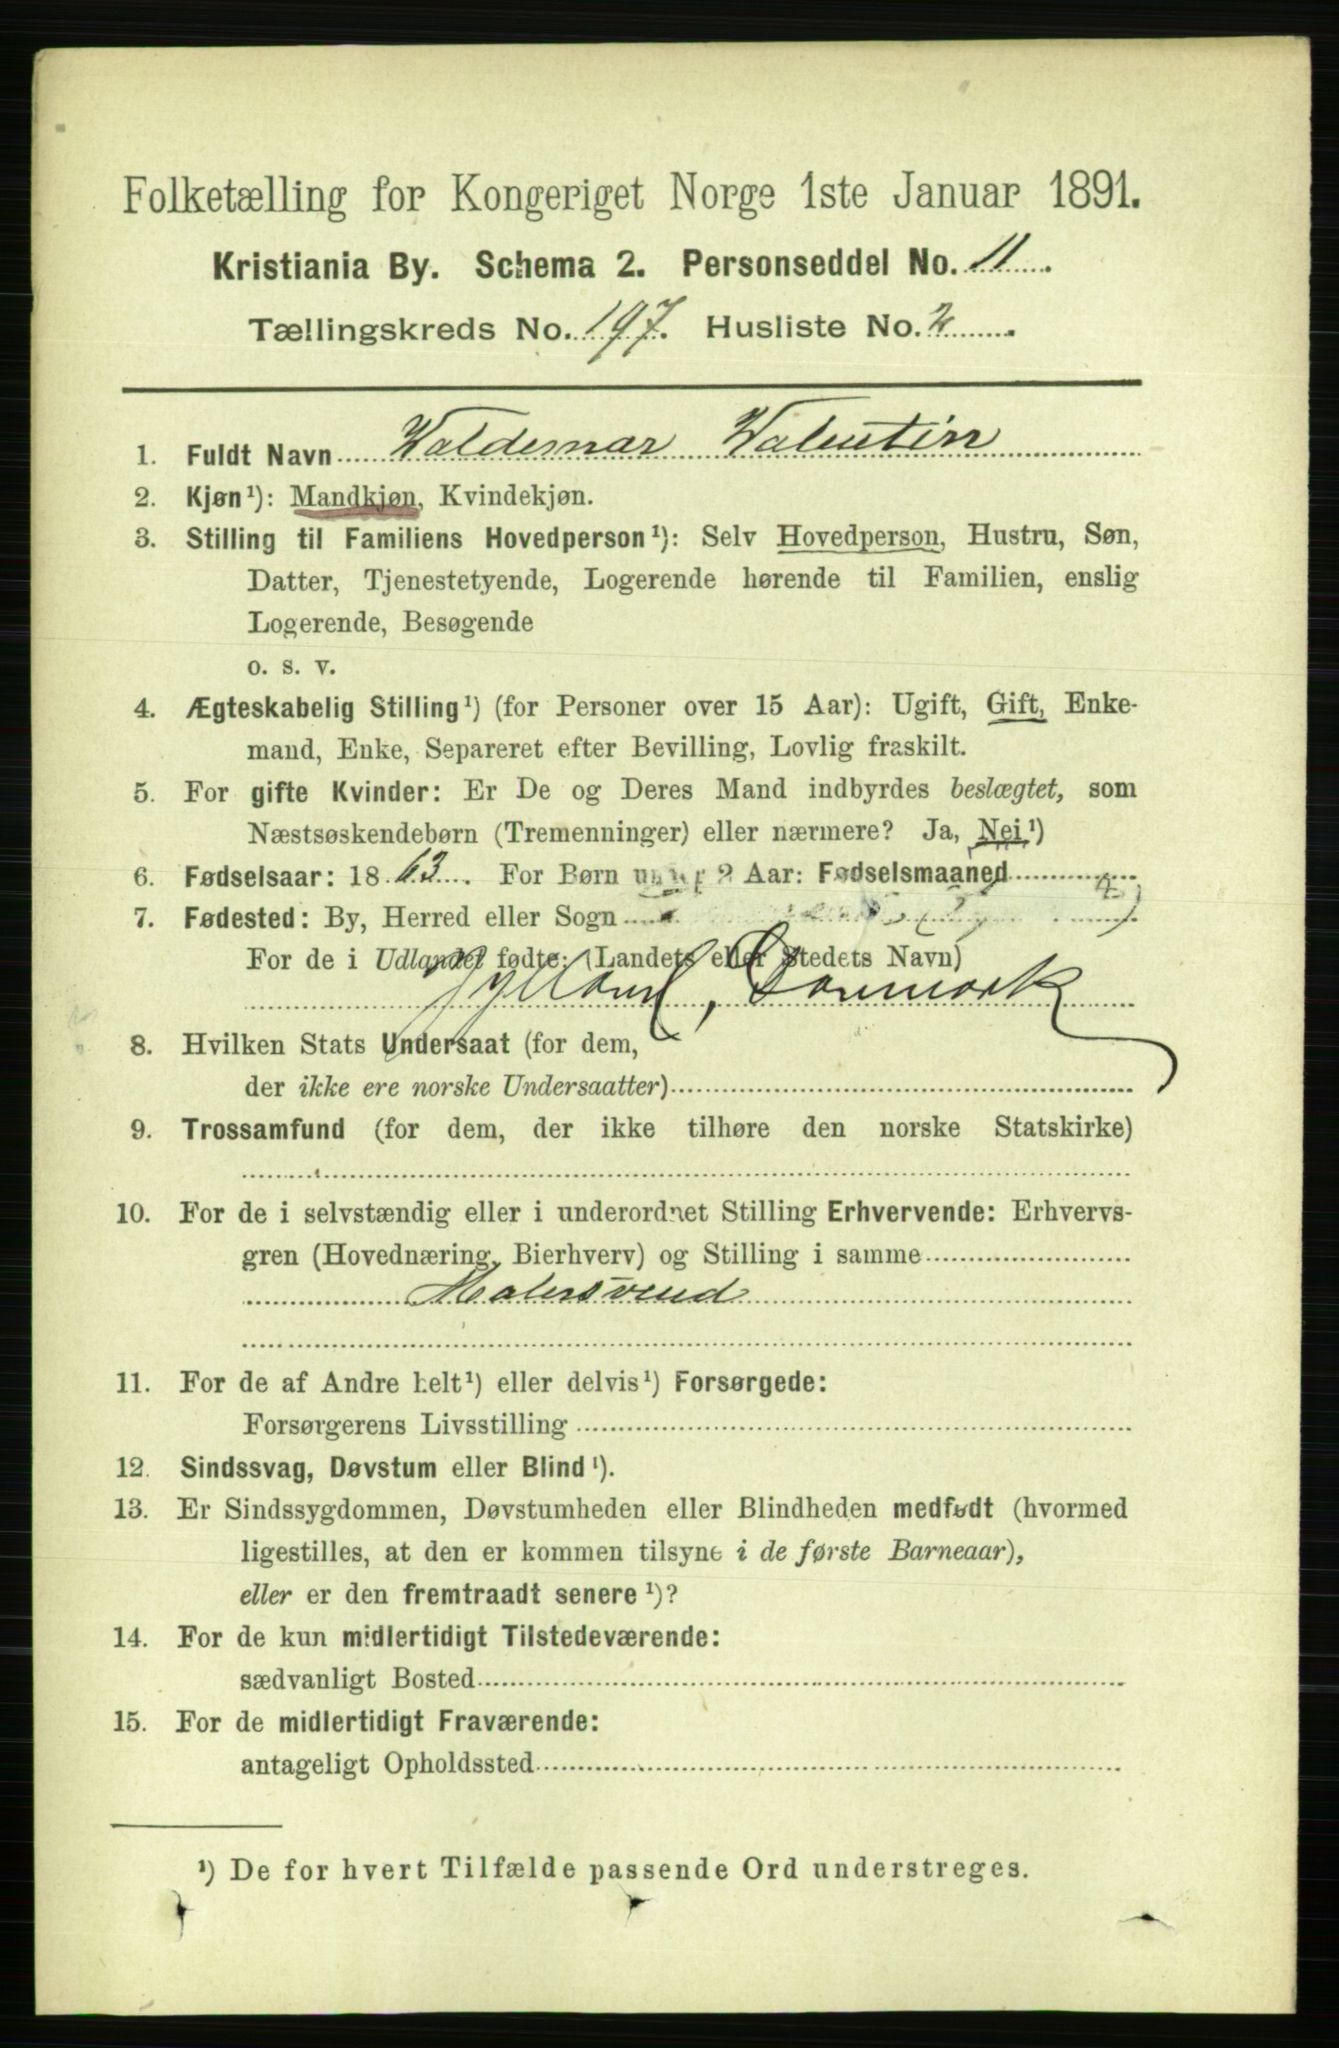 Folketælling for Kongeriget Norge 1ste Januar 1891.
Kristiania By. Schema 2. Personseddel No. 11
Tællingskreds No. 197. Husliste No. 2
1. Fuldt Navn Waldemar Walentin
2. Kjøn¹): Mandkjøn, Kvindekjøn.
3. Stilling til Familiens Hovedperson¹): Selv Hovedperson, Hustru, Søn,
Datter, Tjenestetyende, Logerende hørende til Familien, enslig
Logerende, Besøgende
o. s. v.
4. Ægteskabelig Stilling¹) (for Personer over 15 Aar): Ugift, Gift, Enke-
mand, Enke, Separeret efter Bevilling, Lovlig fraskilt.
5. For gifte Kvinder: Er De og Deres Mand indbyrdes beslægtet, som
Næstsøskendebørn (Tremenninger) eller nærmere? Ja, Nei¹)
6. Fødselsaar: 1863. For Børn under 2 Aar: Fødselsmaaned
7. Fødested: By, Herred eller Sogn
For de i Udlandet fødte: (Landets eller Stedets Navn)
Jylland, Danmark
8. Hvilken Stats Undersaat (for dem,
der ikke ere norske Undersaatter)
9. Trossamfund (for dem, der ikke tilhøre den norske Statskirke)
10. For de i selvstændig eller i underordnet Stilling Erhvervende: Erhvervs-
gren (Hovednæring, Bierhverv) og Stilling i samme
Malersvend
11. For de af Andre helt¹) eller delvis¹) Forsørgede:
Forsørgerens Livsstilling
12. Sindssvag, Døvstum eller Blind¹).
13. Er Sindssygdommen, Døvstumheden eller Blindheden medfødt (hvormed
ligestilles, at den er kommen tilsyne i de første Barneaar),
eller er den fremtraadt senere¹)?
14. For de kun midlertidigt Tilstedeværende:
sædvanligt Bosted
15. For de midlertidigt Fraværende:
antageligt Opholdssted
¹) De for hvert Tilfælde passende Ord understreges.